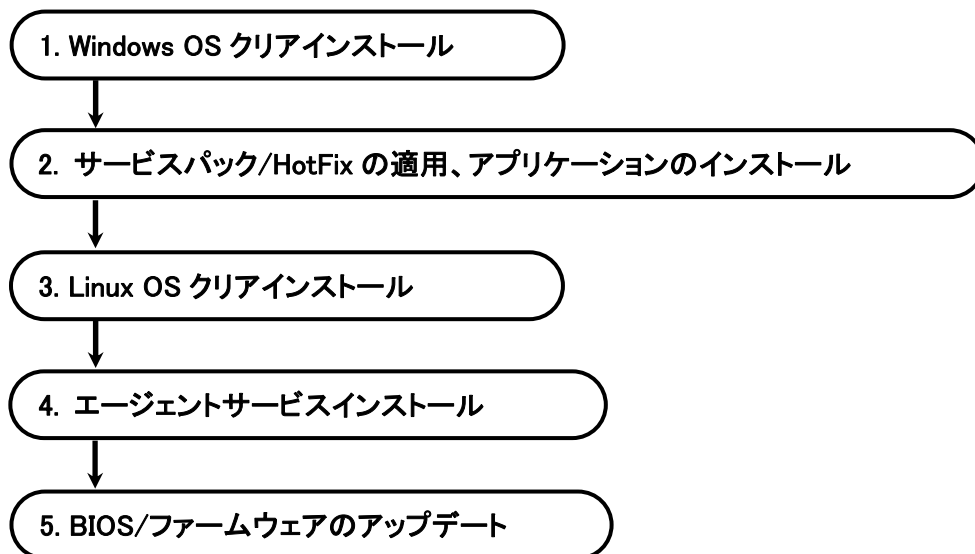 1. Windows OS クリアインストール
2. サービスパック/HotFix の適用、アプリケーションのインストール
3. Linux OS クリアインストール
4. エージェントサービスインストール
5. BIOS/ファームウェアのアップデート